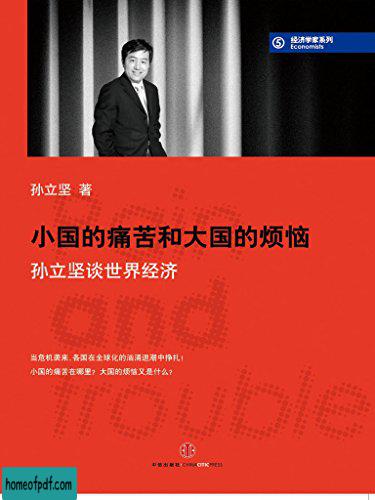 5 经济学家系列
Economists
孙立坚 著
小国的痛苦和大国的烦恼
孙立坚谈世界经济
Pain
and
trouble
当危机袭来，各国在全球化的汹涌退潮中挣扎！
小国的痛苦在哪里？大国的烦恼又是什么？
中信出版社 CHINACITICPRESS
homeofpdf.com